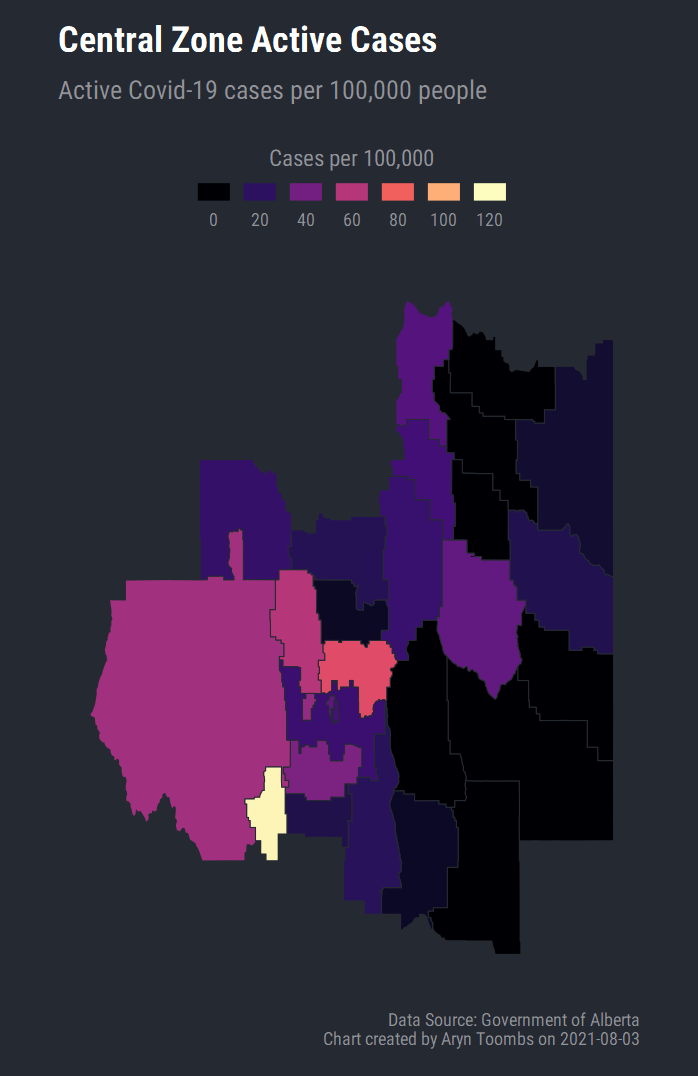 Central Zone Active Cases
Active Covid-19 cases per 100,000 people
Cases per 100,000
0 20 40 60 80 100 120
Data Source: Government of Alberta
Chart created by Aryn Toombs on 2021-08-03